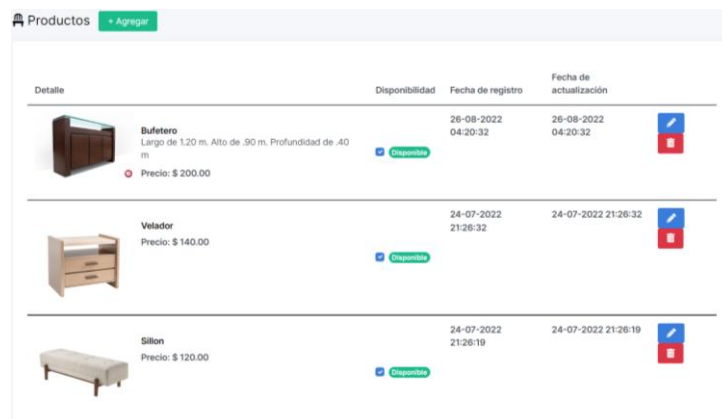 Productos
+ Agregar
Detalle
Disponibilidad
Fecha de registro
Fecha de
actualización
Bufetero
Largo de 1.20 m. Alto de .90 m. Profundidad de .40
m
Precio: $ 200.00
Disponible
26-08-2022
04:20:32
26-08-2022
04:20:32
Velador
Precio: $ 140.00
Disponible
24-07-2022
21:26:32
24-07-2022 21:26:32
Sillon
Precio: $ 120.00
Disponible
24-07-2022
21:26:19
24-07-2022 21:26:19